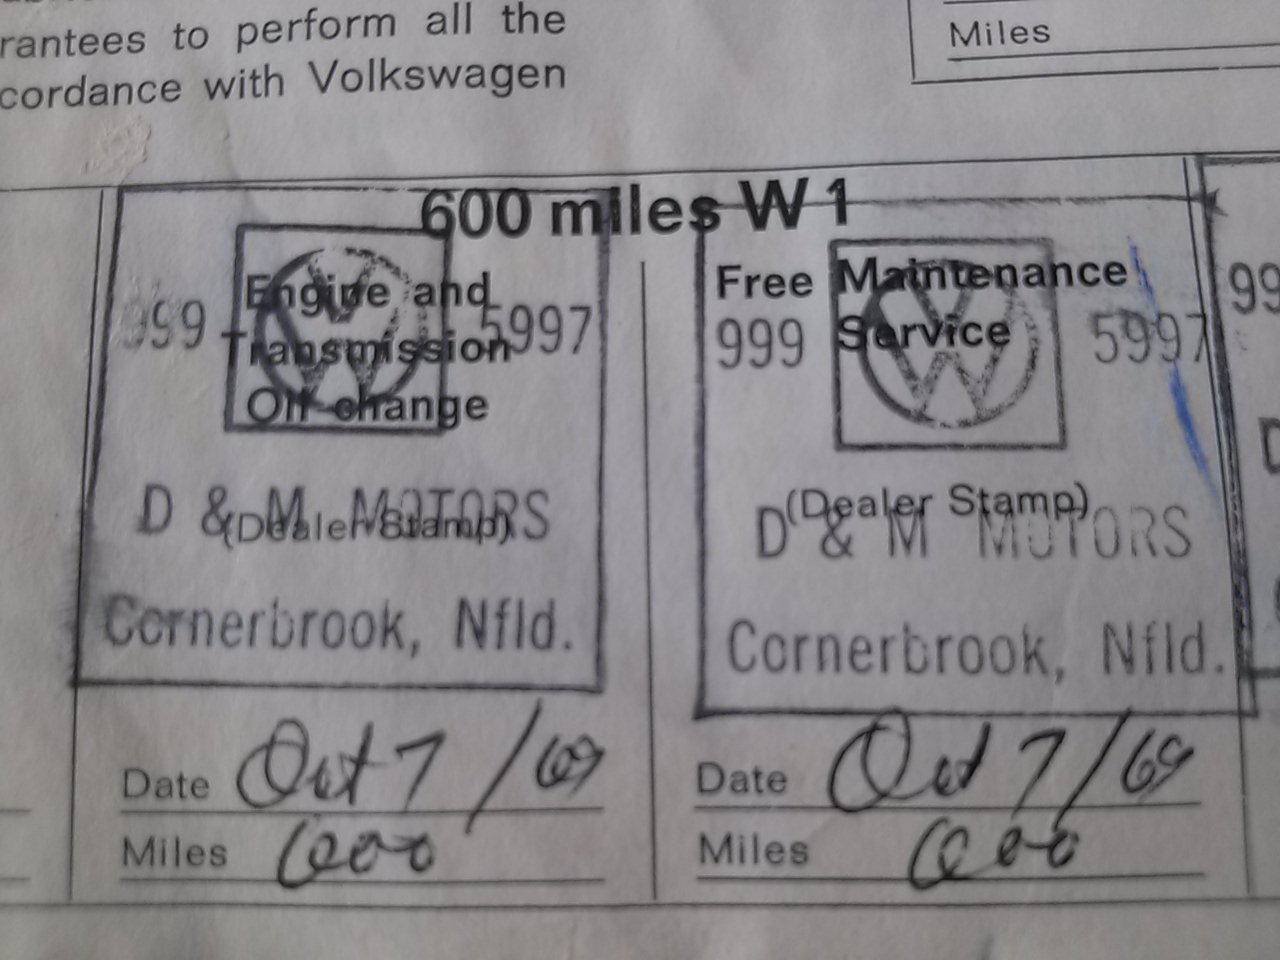 rantees to perform all the
cordance with Volkswagen
Miles
600 miles W 1
Engine and
Transmission
Oil change
999 5997
(Dealer Stamp)
D & M MOTORS
Cornerbrook, Nfld.
Date Oct 7/69
Miles 600
Free Maintenance
Service
999 5997
(Dealer Stamp)
D & M MOTORS
Cornerbrook, Nfld.
Date Oct 7/69
Miles 600
99
D